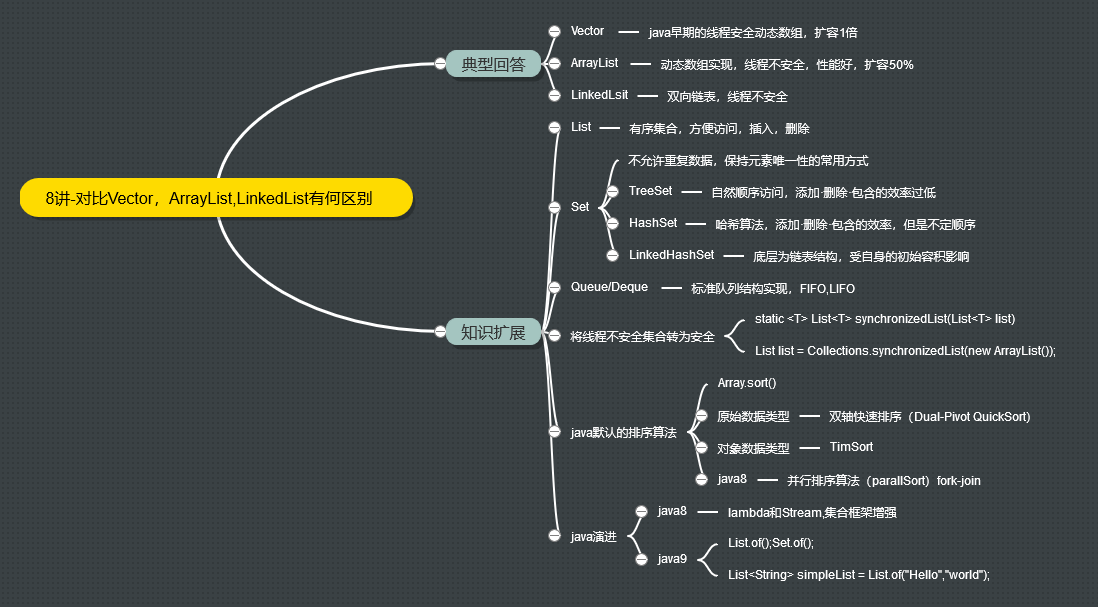 8讲-对比Vector，ArrayList,LinkedList有何区别
典型回答
Vector
java早期的线程安全动态数组，扩容1倍
ArrayList
动态数组实现，线程不安全，性能好，扩容50%
LinkedLsit
双向链表，线程不安全
知识扩展
List
有序集合，方便访问，插入，删除
Set
不允许重复数据，保持元素唯一性的常用方式
TreeSet
自然顺序访问，添加·删除·包含的效率过低
HashSet
哈希算法，添加·删除·包含的效率，但是不定顺序
LinkedHashSet
底层为链表结构，受自身的初始容积影响
Queue/Deque
标准队列结构实现，FIFO,LIFO
将线程不安全集合转为安全
static <T> List<T> synchronizedList(List<T> list)
List list = Collections.synchronizedList(new ArrayList());
java默认的排序算法
Array.sort()
原始数据类型
双轴快速排序（Dual-Pivot QuickSort)
对象数据类型
TimSort
java8
并行排序算法（parallSort）fork-join
java演进
java8
lambda和Stream,集合框架增强
java9
List.of();Set.of();
List<String> simpleList = List.of("Hello","world");